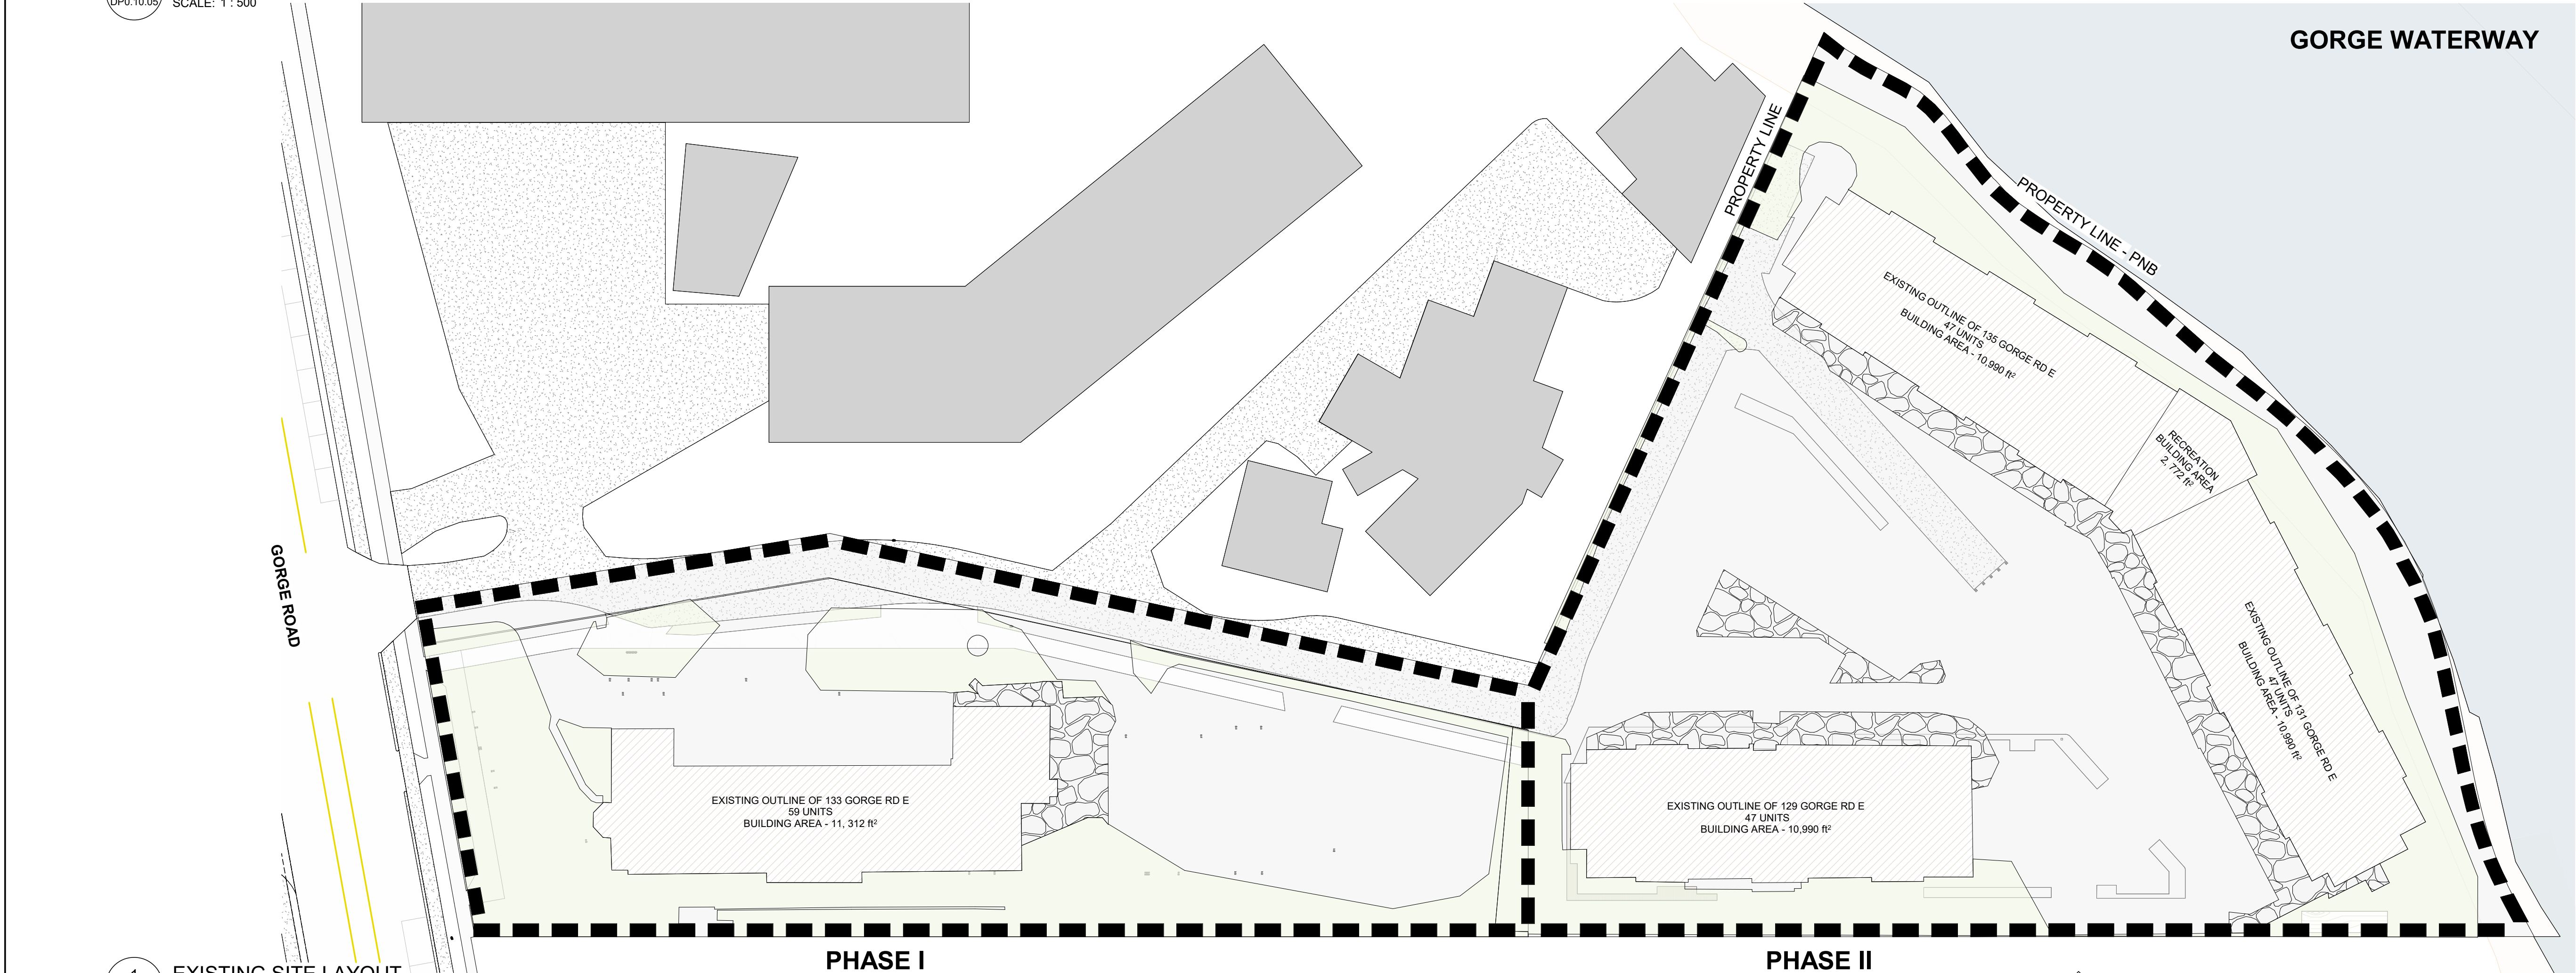 DP0.10.05
SCALE: 1 : 500
GORGE WATERWAY
PROPERTY LINE
PROPERTY LINE - PNB
EXISTING OUTLINE OF 135 GORGE RD E
47 UNITS
BUILDING AREA - 10,990 ft²
RECREATION
BUILDING AREA
2, 772 ft²
GORGE ROAD
EXISTING OUTLINE OF 131 GORGE RD E
47 UNITS
BUILDING AREA - 10,990 ft²
EXISTING OUTLINE OF 133 GORGE RD E
59 UNITS
BUILDING AREA - 11, 312 ft²
EXISTING OUTLINE OF 129 GORGE RD E
47 UNITS
BUILDING AREA - 10,990 ft²
PHASE I
PHASE II
1
EXISTING SITE LAYOUT